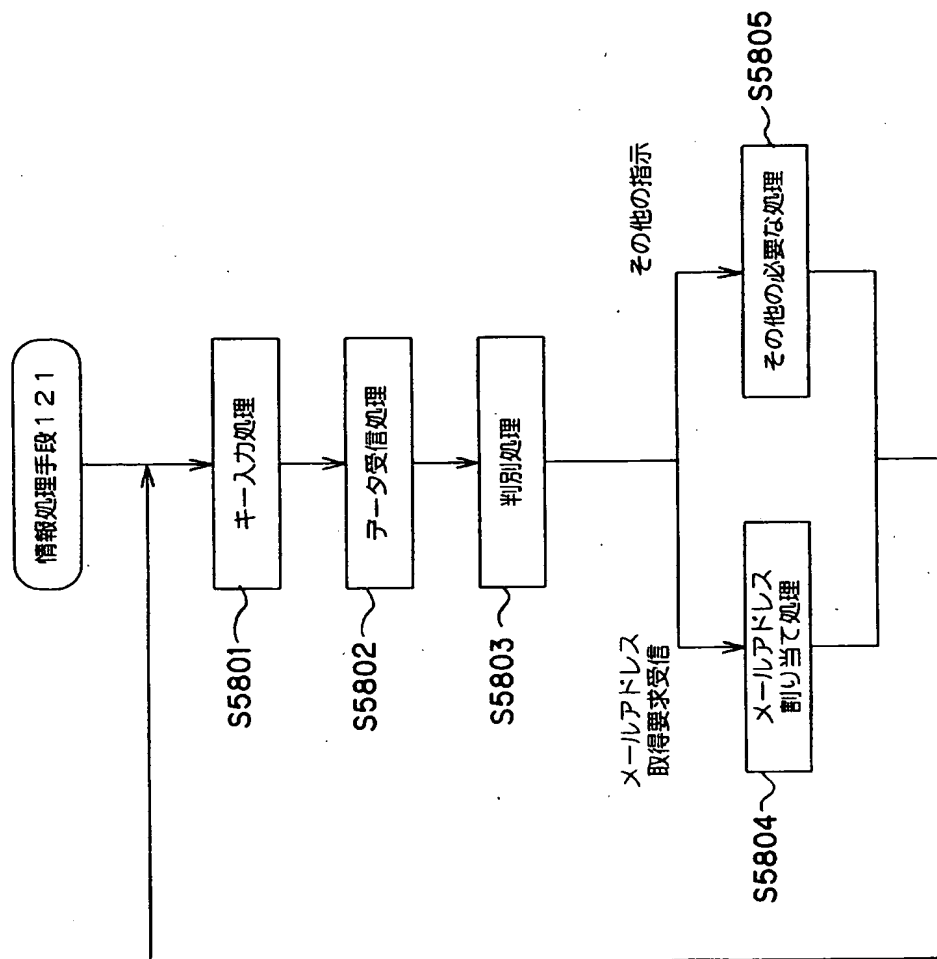 情報処理手段121
キー入力処理
S5801
データ受信処理
S5802
判別処理
S5803
メールアドレス
取得要求受信
その他の指示
メールアドレス
割り当て処理
S5804
その他の必要な処理
S5805